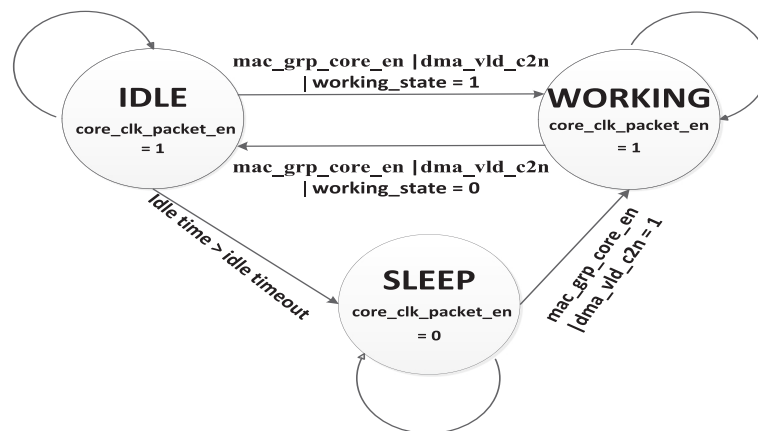 mac_grp_core_en |dma_vld_c2n
| working_state = 1
IDLE
core_clk_packet_en
= 1
WORKING
core_clk_packet_en
= 1
mac_grp_core_en |dma_vld_c2n
| working_state = 0
Idle time > idle timeout
SLEEP
core_clk_packet_en
= 0
mac_grp_core_en
|dma_vld_c2n = 1